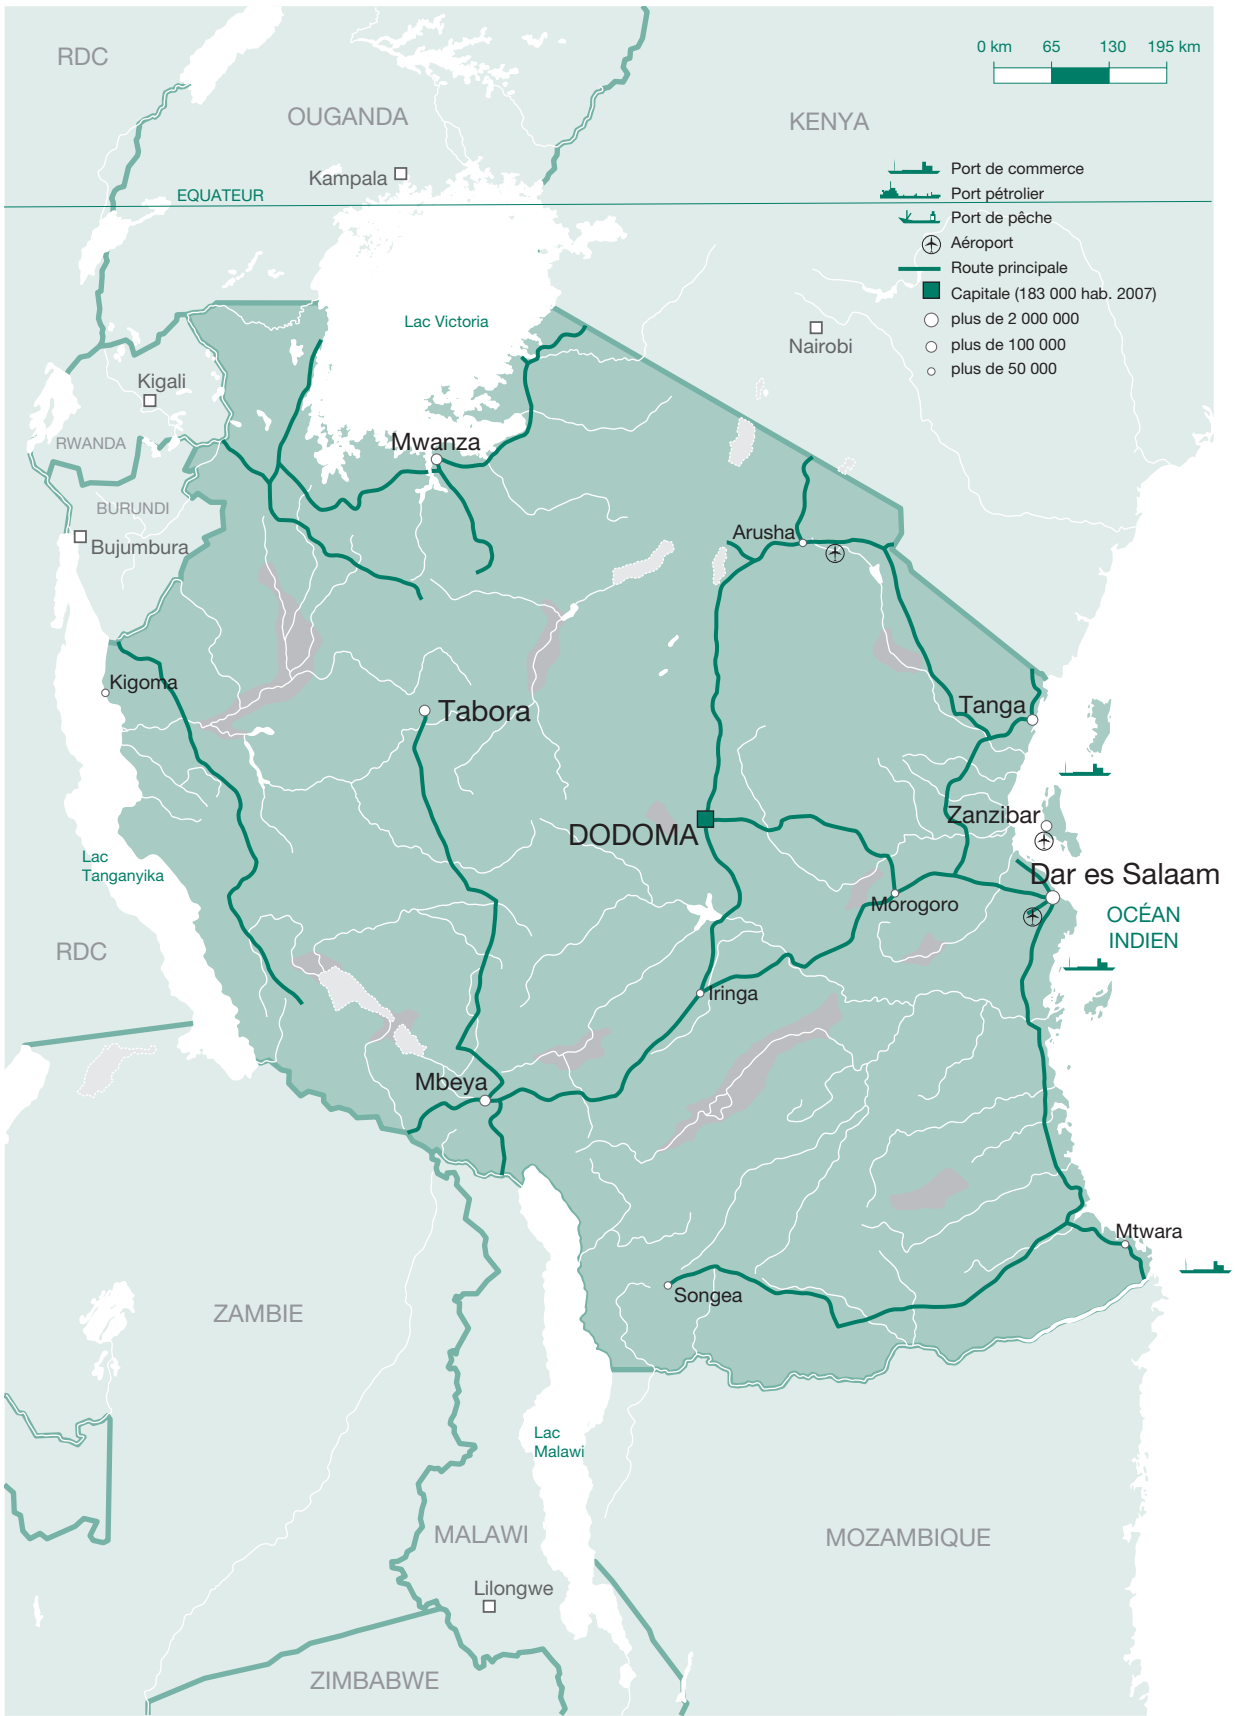 RDC
0 km 65 130 195 km
OUGANDA
KENYA
Port de commerce
Kampala
EQUATEUR
Port pétrolier
Port de pêche
Aéroport
Route principale
Capitale (183 000 hab. 2007)
plus de 2 000 000
plus de 100 000
plus de 50 000
Lac Victoria
Nairobi
Kigali
RWANDA
Mwanza
BURUNDI
Bujumbura
Arusha
Kigoma
Tabora
Tanga
Zanzibar
DODOMA
Lac
Tanganyika
Dar es Salaam
Morogoro
OCÉAN
INDIEN
RDC
Iringa
Mbeya
Mtwara
Songea
ZAMBIE
Lac
Malawi
MALAWI
MOZAMBIQUE
Lilongwe
ZIMBABWE